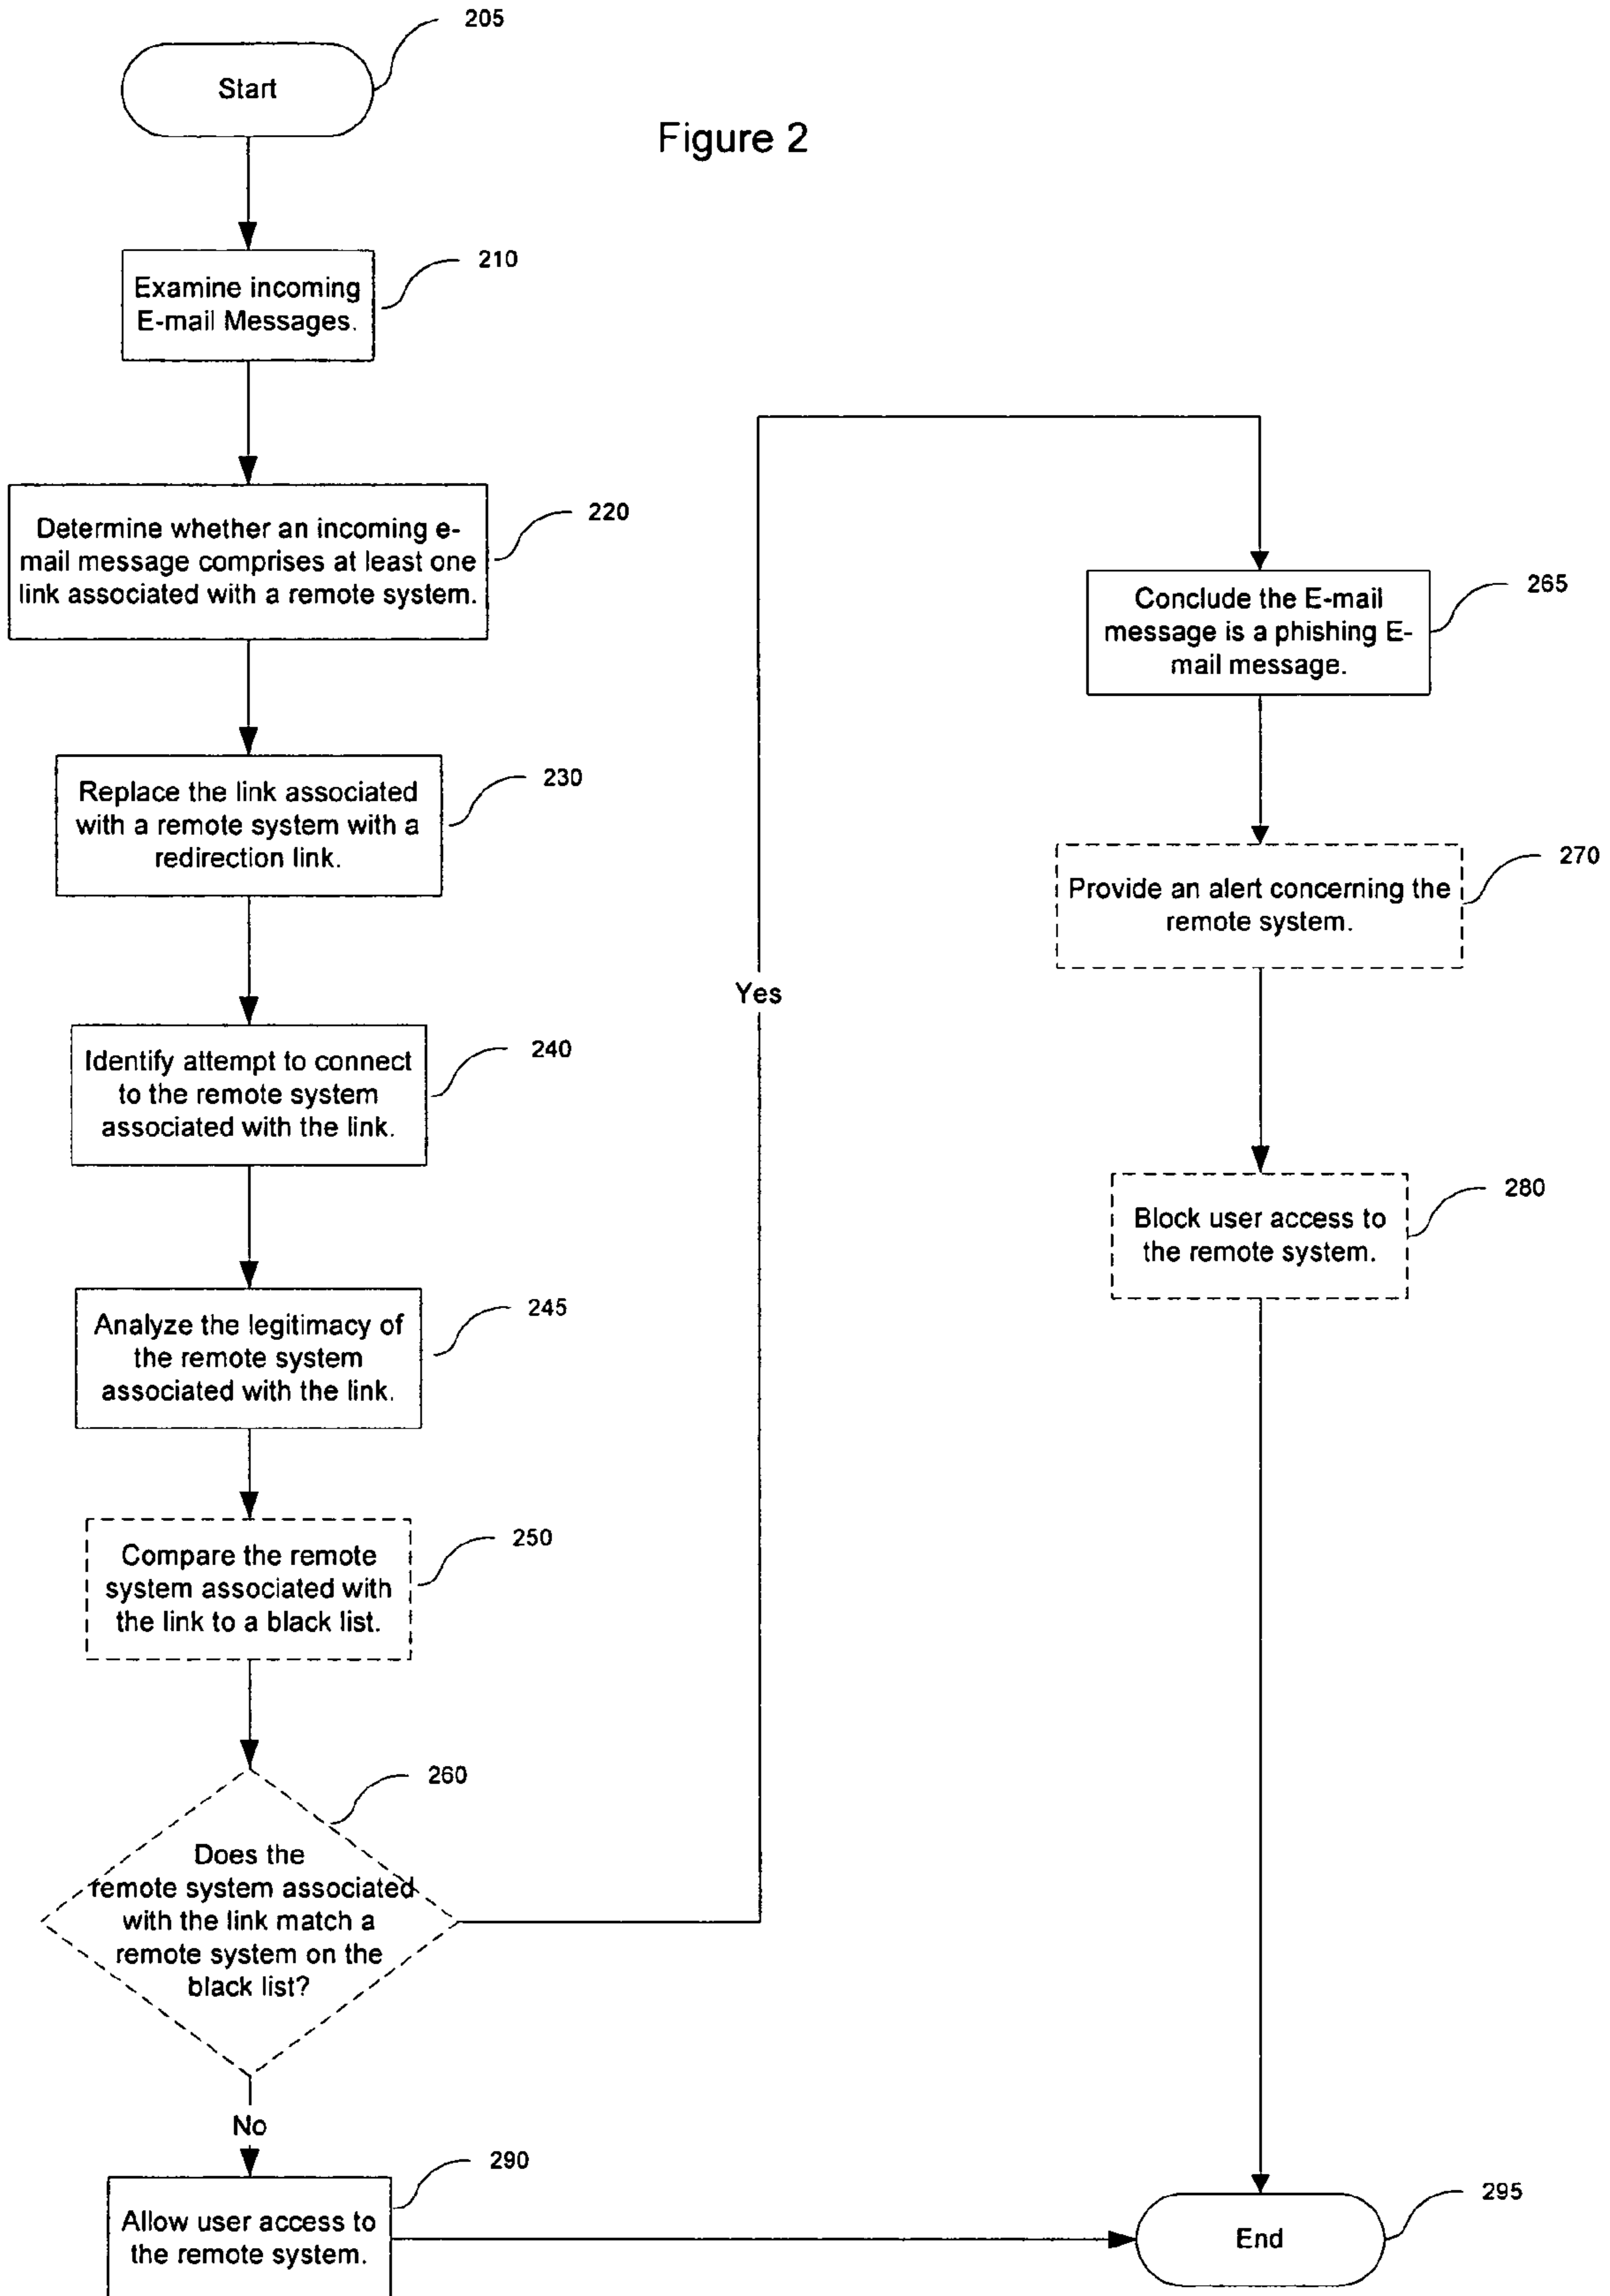 205
Start
Figure 2
210
Examine incoming
E-mail Messages.
220
Determine whether an incoming e-
mail message comprises at least one
link associated with a remote system.
230
Replace the link associated
with a remote system with a
redirection link.
240
Identify attempt to connect
to the remote system
associated with the link.
245
Analyze the legitimacy of
the remote system
associated with the link.
250
Compare the remote
system associated with
the link to a black list.
260
Does the
remote system associated
with the link match a
remote system on the
black list?
No
290
Allow user access to
the remote system.
Yes
265
Conclude the E-mail
message is a phishing E-
mail message.
270
Provide an alert concerning the
remote system.
280
Block user access to
the remote system.
295
End